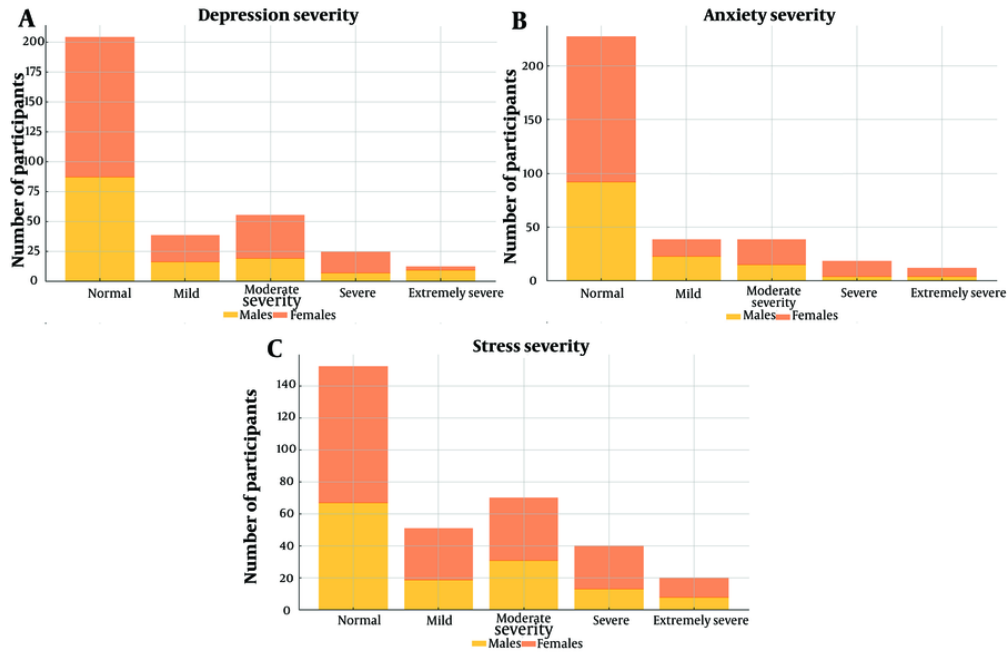 A
Depression severity
Number of participants
200
175
150
125
100
75
50
25
0
Normal
Mild
Moderate
Severe
Extremely severe
severity
Males
Females
B
Anxiety severity
Number of participants
200
150
100
50
0
Normal
Mild
Moderate
Severe
Extremely severe
severity
Males
Females
C
Stress severity
Number of participants
140
120
100
80
60
40
20
0
Normal
Mild
Moderate
Severe
Extremely severe
severity
Males
Females